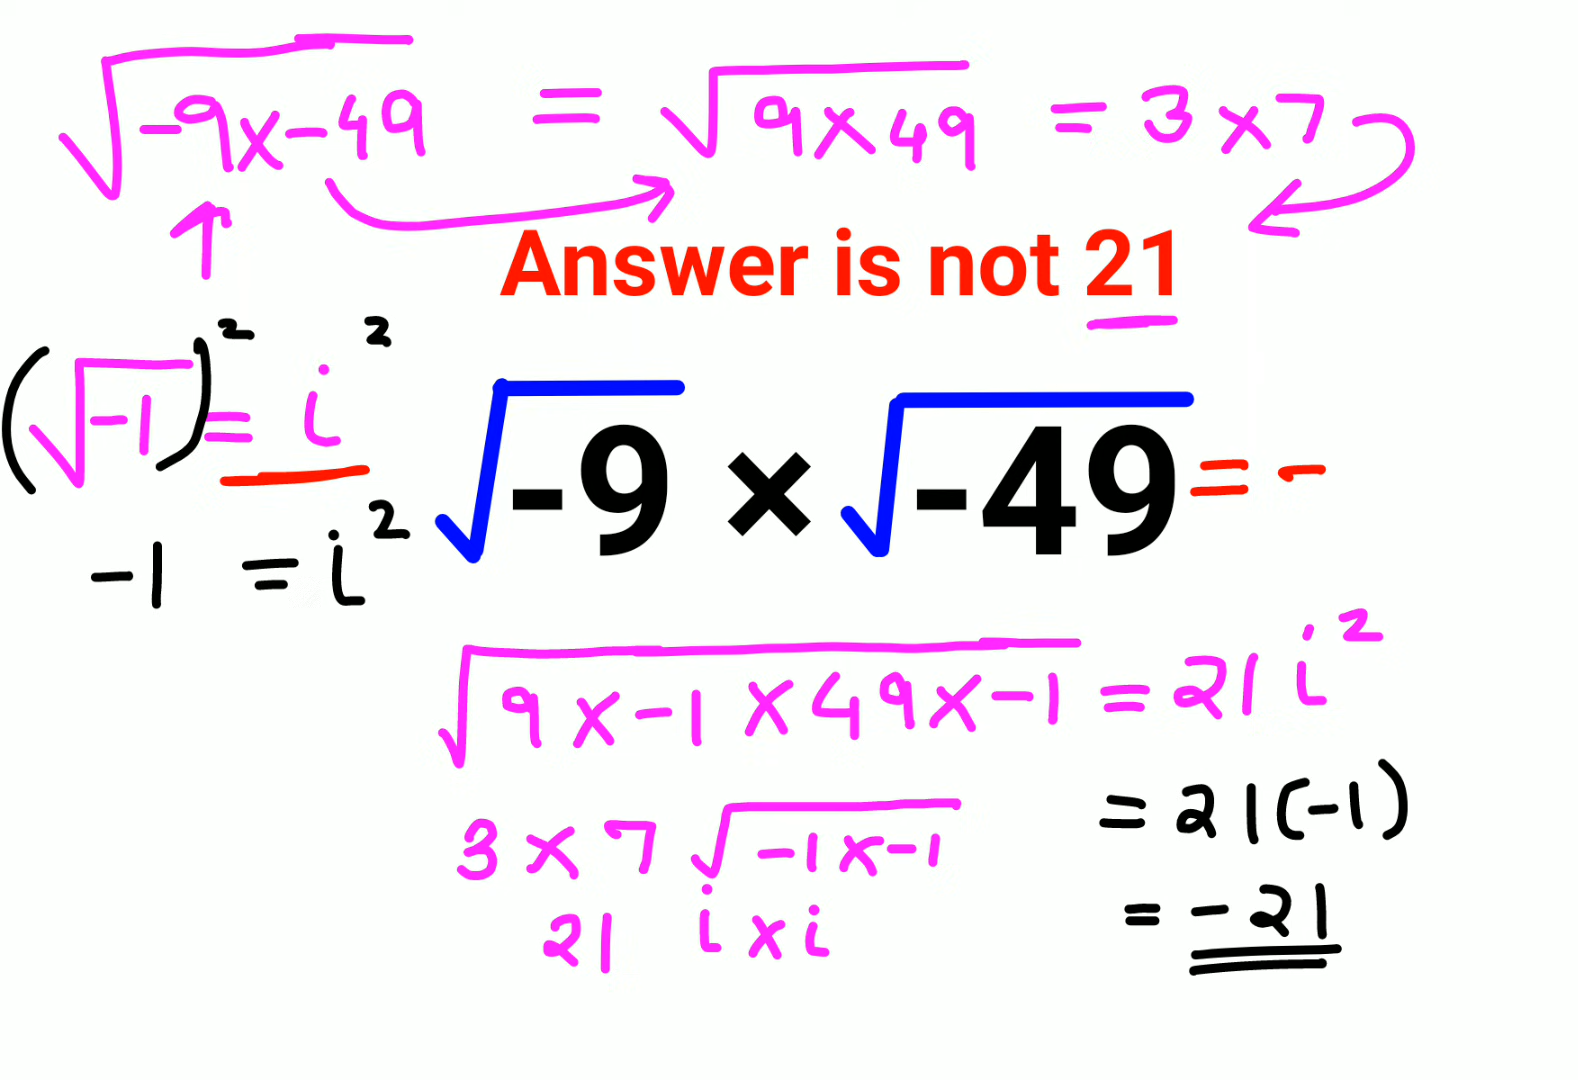 √-9x-49 = √9x49 = 3x7
Answer is not 21
(√-1)² = i²
-1 = i²
√-9 × √-49 = -
√9x-1x49x-1 = 21i²
= 21(-1)
3x7√-1x-1
= -21
21 ixi